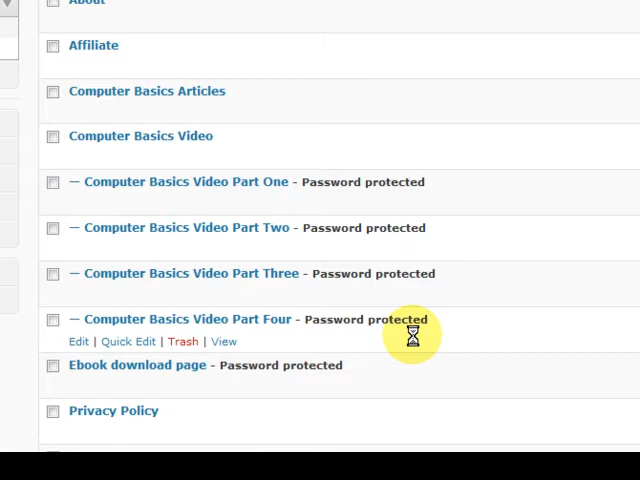 About
Affiliate
Computer Basics Articles
Computer Basics Video
— Computer Basics Video Part One - Password protected
— Computer Basics Video Part Two - Password protected
— Computer Basics Video Part Three - Password protected
— Computer Basics Video Part Four - Password protected
Edit | Quick Edit | Trash | View
Ebook download page - Password protected
Privacy Policy